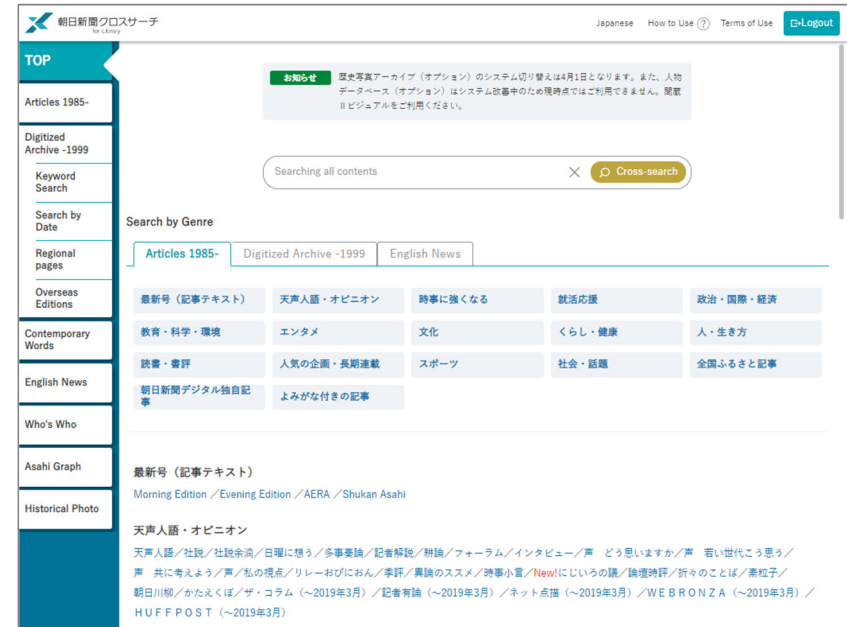 朝日新聞クロスサーチ
for Library
Japanese How to Use ? Terms of Use Logout
TOP
Articles 1985-
Digitized
Archive -1999
Keyword
Search
Search by
Date
Regional
pages
Overseas
Editions
Contemporary
Words
English News
Who's Who
Asahi Graph
Historical Photo
お知らせ 歴史写真アーカイブ（オプション）のシステム切り替えは4月1日となります。また、人物
データベース（オプション）はシステム改善中のため現時点ではご利用できません。聞蔵
Ⅱビジュアルをご利用ください。
Searching all contents Cross-search
Search by Genre
Articles 1985- Digitized Archive -1999 English News
最新号（記事テキスト） 天声人語・オピニオン 時事に強くなる 就活応援 政治・国際・経済
教育・科学・環境 エンタメ 文化 くらし・健康 人・生き方
読書・書評 人気の企画・長期連載 スポーツ 社会・話題 全国ふるさと記事
朝日新聞デジタル独自記
事
よみがな付きの記事
最新号（記事テキスト）
Morning Edition ／Evening Edition ／AERA ／Shukan Asahi
天声人語・オピニオン
天声人語／社説／社説余滴／日曜に想う／多事奏論／記者解説／耕論／フォーラム／インタビュー／声 どう思いますか／声 若い世代こう思う／
声 共に考えよう／声／私の視点／リレーおぴにおん／季評／異論のススメ／時事小言／New!にじいろの議／論壇時評／折々のことば／素粒子／
朝日川柳／かたえくぼ／ザ・コラム（～2019年3月）／記者有論（～2019年3月）／ネット点描（～2019年3月）／ＷＥＢＲＯＮＺＡ（～2019年3月）／
ＨＵＦＦＰＯＳＴ（～2019年3月）